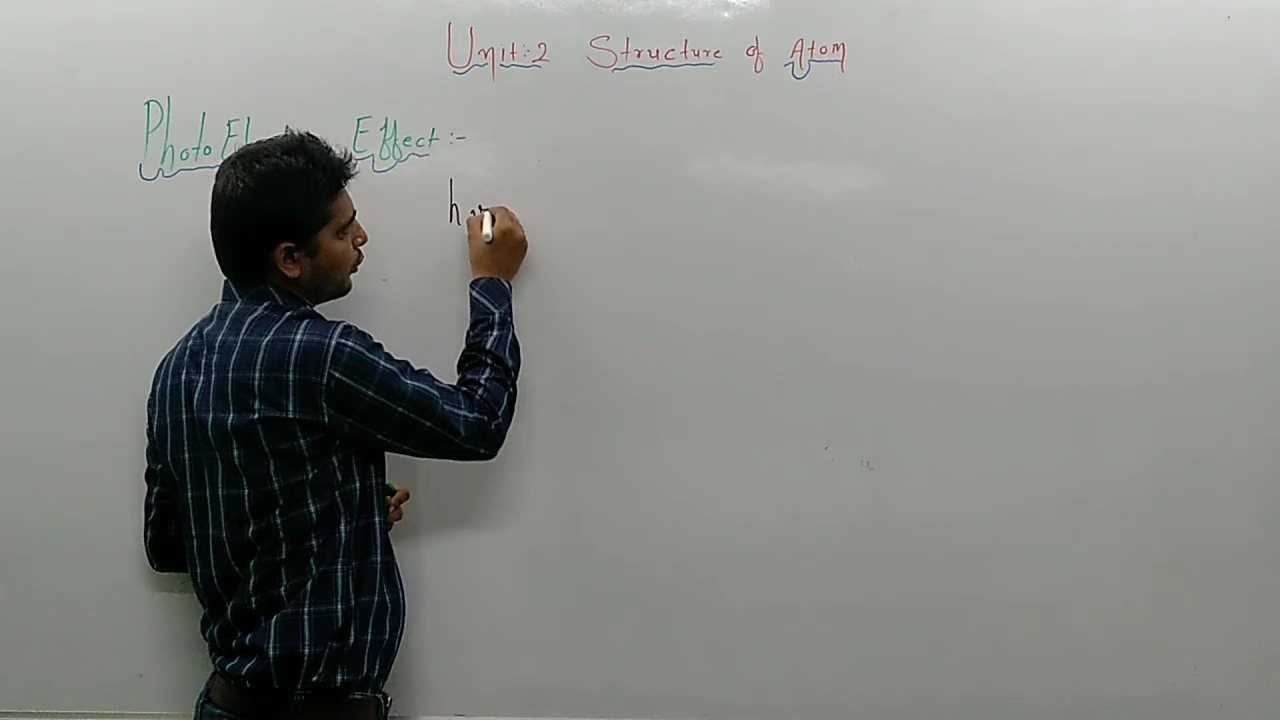 Unit:-2 Structure of Atom
Photo Effect :-
h